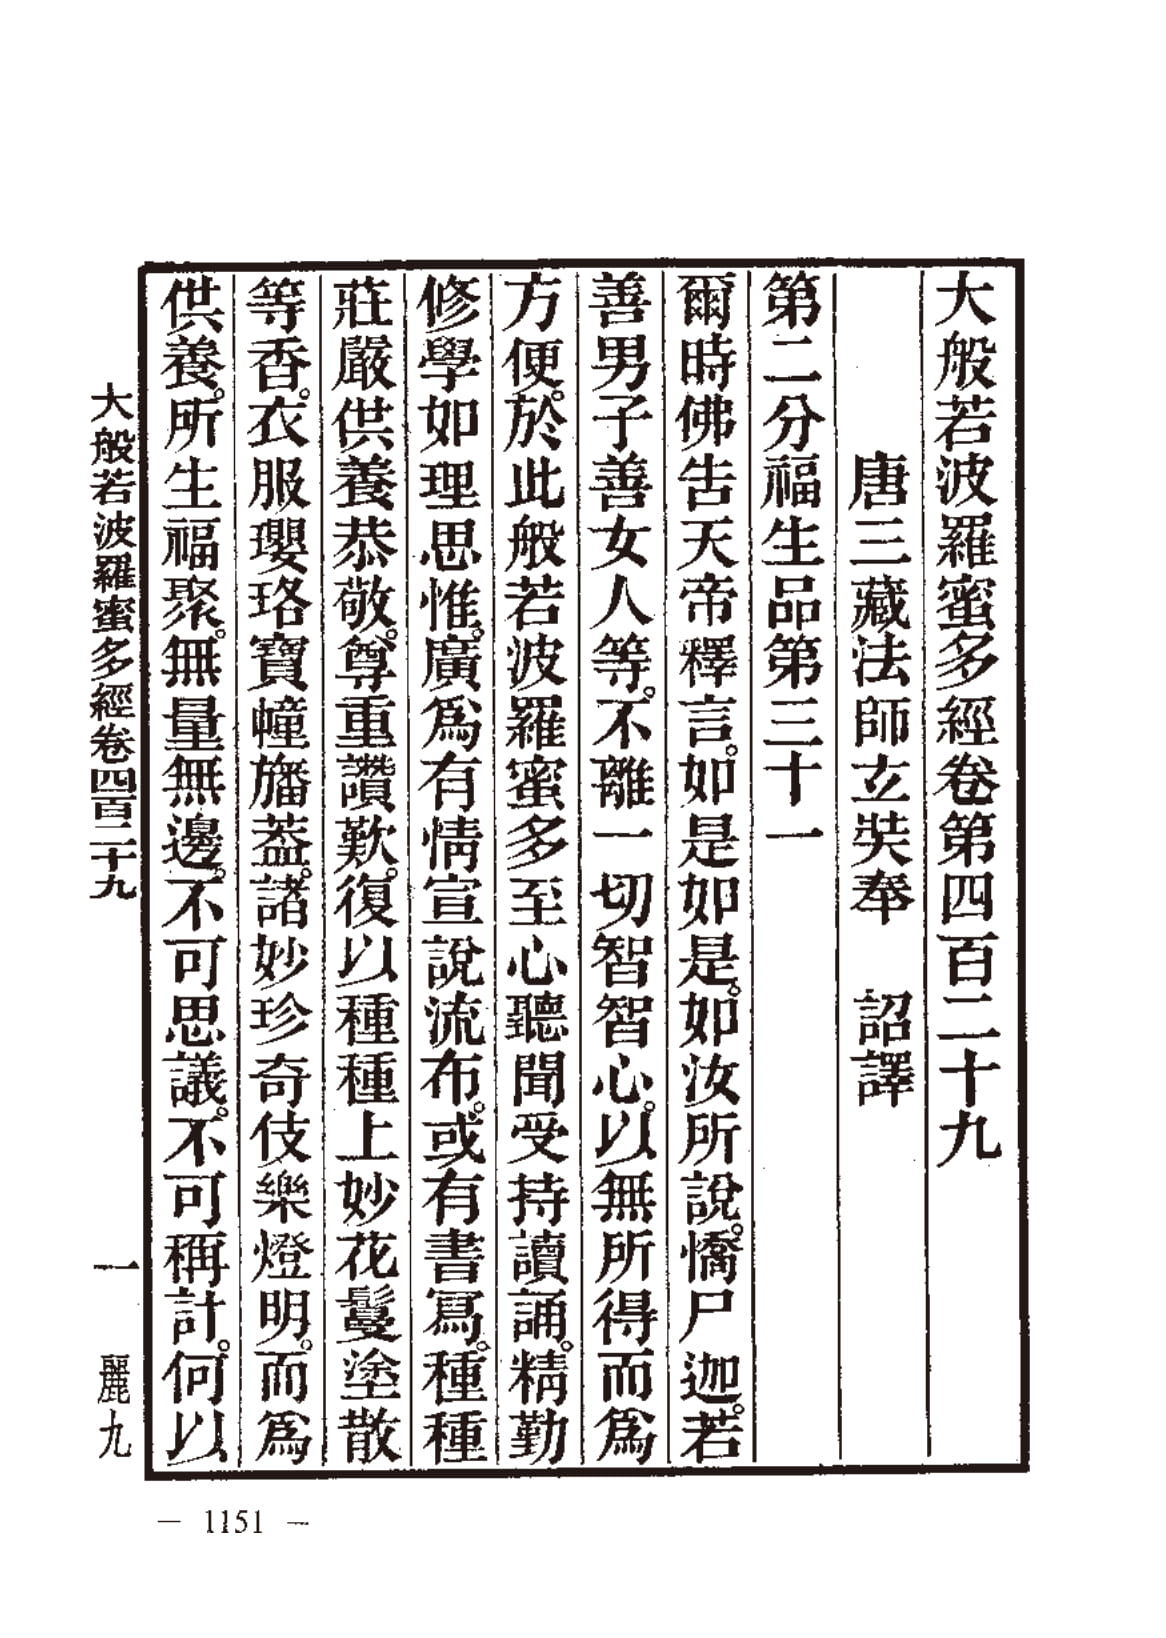 大般若波羅蜜多經卷第四百二十九
唐三藏法師玄奘奉　詔譯
第二分福生品第三十一
爾時佛告天帝釋言。如是如是。如汝所說。憍尸迦。若
善男子善女人等。不離一切智智心。以無所得而為
方便。於此般若波羅蜜多至心聽聞受持讀誦。精勤
修學如理思惟。廣為有情宣說流布。或有書寫。種種
莊嚴供養恭敬。尊重讚歎。復以種種上妙花鬘塗散
等香。衣服瓔珞寶幢旛蓋。諸妙珍奇伎樂燈明。而為
供養。所生福聚。無量無邊。不可思議。不可稱計。何以
大般若波羅蜜多經卷四百二十九　一　麗九
— 1151 —